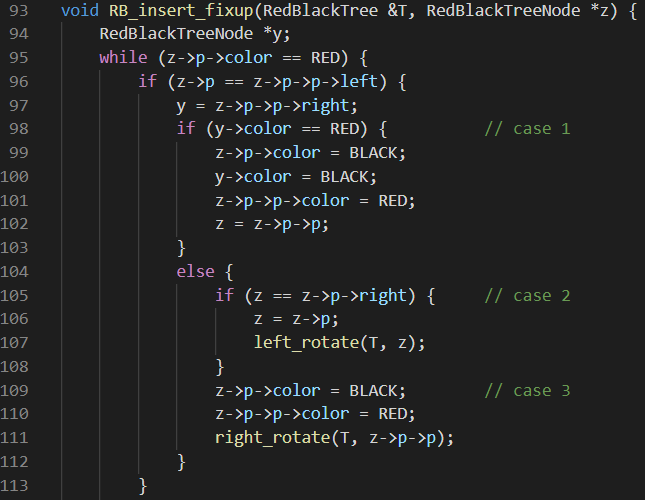 93 void RB_insert_fixup(RedBlackTree &T, RedBlackTreeNode *z) {
94     RedBlackTreeNode *y;
95     while (z->p->color == RED) {
96         if (z->p == z->p->p->left) {
97             y = z->p->p->right;
98             if (y->color == RED) {          // case 1
99                 z->p->color = BLACK;
100                 y->color = BLACK;
101                 z->p->p->color = RED;
102                 z = z->p->p;
103             }
104             else {
105                 if (z == z->p->right) {     // case 2
106                     z = z->p;
107                     left_rotate(T, z);
108                 }
109                 z->p->color = BLACK;        // case 3
110                 z->p->p->color = RED;
111                 right_rotate(T, z->p->p);
112             }
113         }